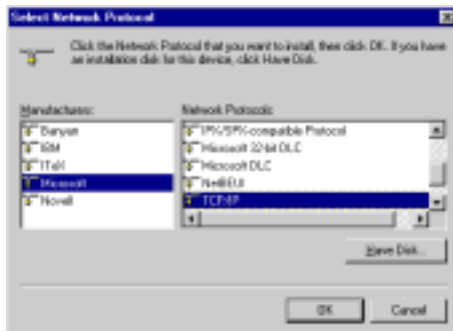 Select Network Protocol
Click the Network Protocol that you want to install, then click OK. If you have
an installation disk for this device, click Have Disk.
Manufacturers:
Banyan
IBM
ITeX
Microsoft
Novell
Network Protocols:
IPX/SPX-compatible Protocol
Microsoft 32-bit DLC
Microsoft DLC
NetBEUI
TCP/IP
Have Disk...
OK
Cancel